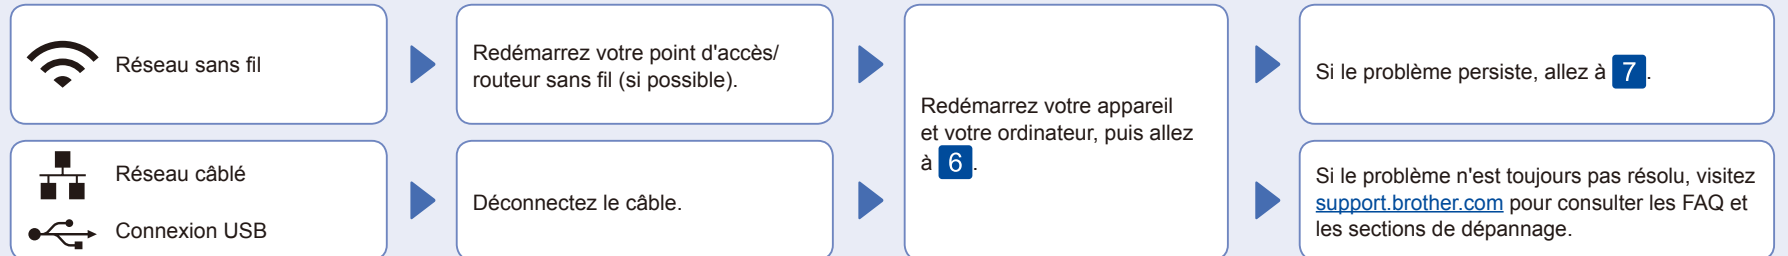 Réseau sans fil
Redémarrez votre point d'accès/
routeur sans fil (si possible).
Réseau câblé
Connexion USB
Déconnectez le câble.
Redémarrez votre appareil
et votre ordinateur, puis allez
à 6.
Si le problème persiste, allez à 7.
Si le problème n'est toujours pas résolu, visitez
support.brother.com pour consulter les FAQ et
les sections de dépannage.